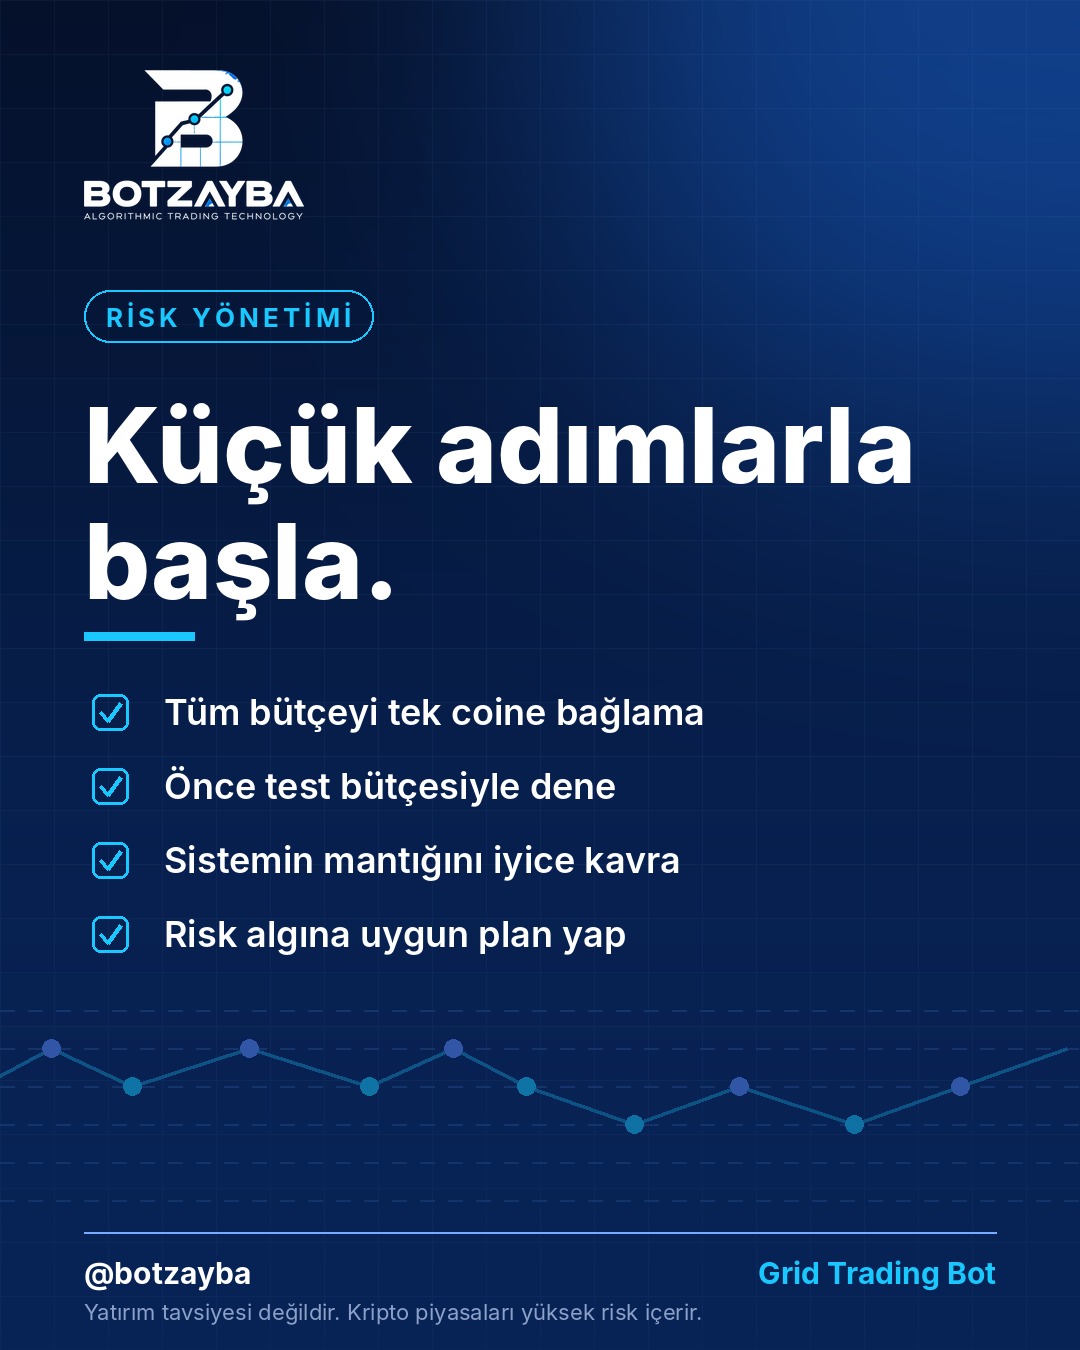 BOTZAYBA
ALGORITHMIC TRADING TECHNOLOGY
RİSK YÖNETİMİ
Küçük adımlarla
başla.
Tüm bütçeyi tek coine bağlama
Önce test bütçesiyle dene
Sistemin mantığını iyice kavra
Risk algına uygun plan yap
@botzayba
Grid Trading Bot
Yatırım tavsiyesi değildir. Kripto piyasaları yüksek risk içerir.